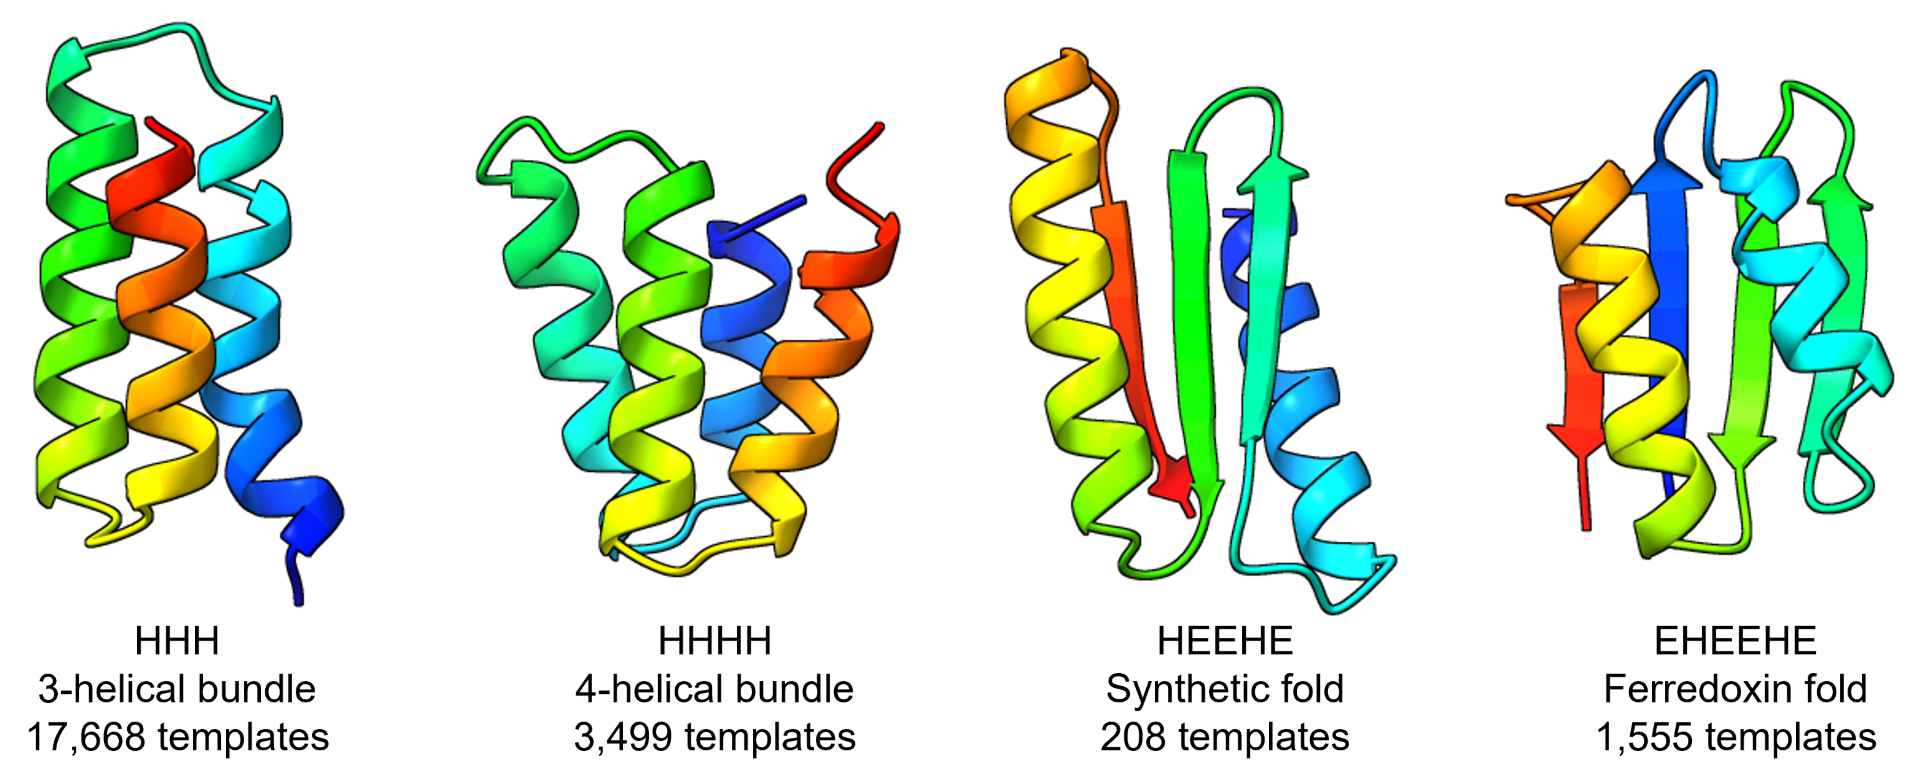 HHH
3-helical bundle
17,668 templates
HHHH
4-helical bundle
3,499 templates
HEEHE
Synthetic fold
208 templates
EHEEHE
Ferredoxin fold
1,555 templates